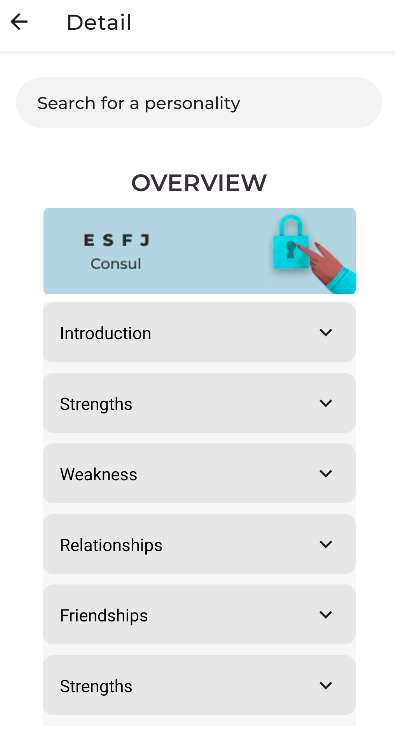 Detail
Search for a personality
OVERVIEW
E S F J
Consul
Introduction
Strengths
Weakness
Relationships
Friendships
Strengths